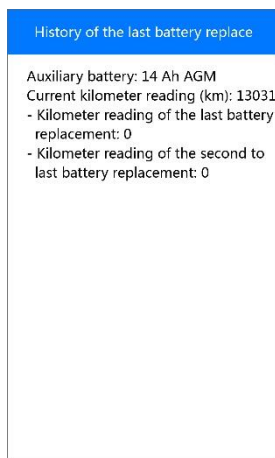 History of the last battery replace
Auxiliary battery: 14 Ah AGM
Current kilometer reading (km): 13031
- Kilometer reading of the last battery
replacement: 0
- Kilometer reading of the second to
last battery replacement: 0